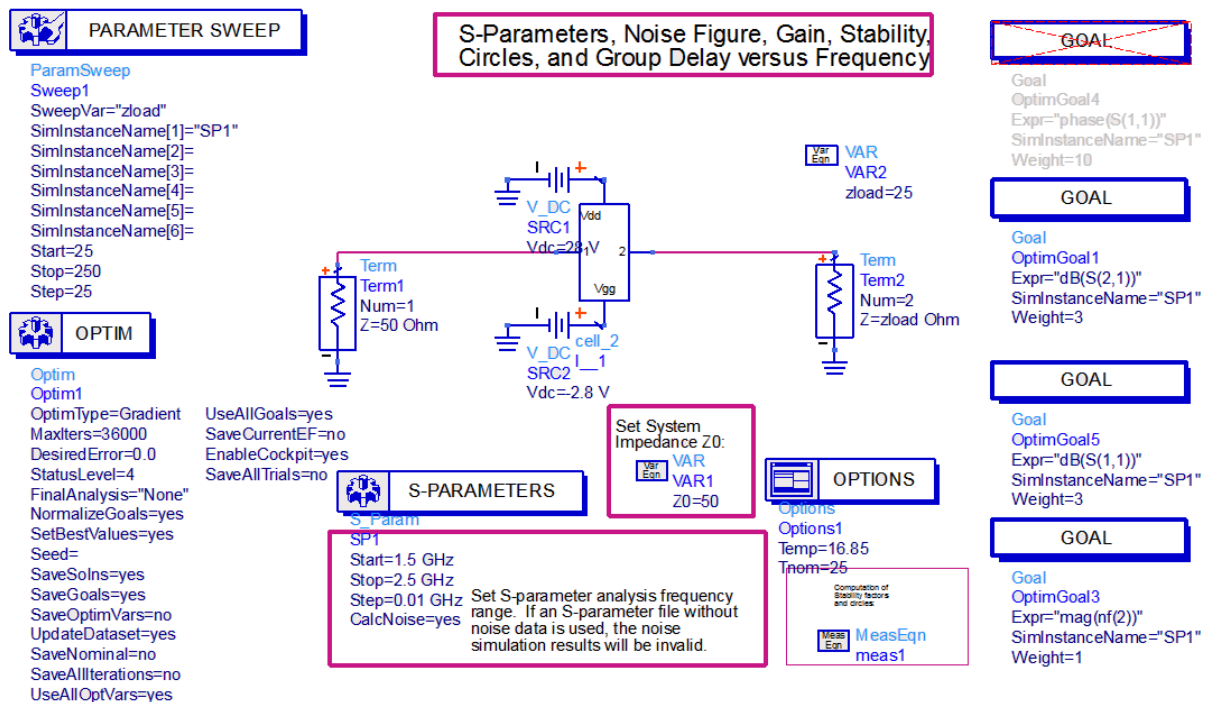 PARAMETER SWEEP
ParamSweep
Sweep1
SweepVar="zload"
SimInstanceName[1]="SP1"
SimInstanceName[2]=
SimInstanceName[3]=
SimInstanceName[4]=
SimInstanceName[5]=
SimInstanceName[6]=
Start=25
Stop=250
Step=25
OPTIM
Optim
Optim1
OptimType=Gradient
MaxIters=36000
DesiredError=0.0
StatusLevel=4
FinalAnalysis="None"
NormalizeGoals=yes
SetBestValues=yes
Seed=
SaveSolns=yes
SaveGoals=yes
SaveOptimVars=no
UpdateDataset=yes
SaveNominal=no
SaveAllIterations=no
UseAllOptVars=yes
UseAllGoals=yes
SaveCurrentEF=no
EnableCockpit=yes
SaveAllTrials=no
S-Parameters, Noise Figure, Gain, Stability,
Circles, and Group Delay versus Frequency
V_DC
SRC1
Vdc=28 V
Vdd
1
2
Vgg
cell_2
I__1
V_DC
SRC2
Vdc=-2.8 V
Term
Term1
Num=1
Z=50 Ohm
Term
Term2
Num=2
Z=zload Ohm
Var
Eqn
VAR
VAR2
zload=25
Set System
Impedance Z0:
Var
Eqn
VAR
VAR1
Z0=50
S-PARAMETERS
S_Param
SP1
Start=1.5 GHz
Stop=2.5 GHz
Step=0.01 GHz
CalcNoise=yes
Set S-parameter analysis frequency
range. If an S-parameter file without
noise data is used, the noise
simulation results will be invalid.
OPTIONS
Options
Options1
Temp=16.85
Tnom=25
Computation of
Stability factors
and circles:
Meas
Eqn
MeasEqn
meas1
GOAL
Goal
OptimGoal4
Expr="phase(S(1,1))"
SimInstanceName="SP1"
Weight=10
GOAL
Goal
OptimGoal1
Expr="dB(S(2,1))"
SimInstanceName="SP1"
Weight=3
GOAL
Goal
OptimGoal5
Expr="dB(S(1,1))"
SimInstanceName="SP1"
Weight=3
GOAL
Goal
OptimGoal3
Expr="mag(nf(2))"
SimInstanceName="SP1"
Weight=1